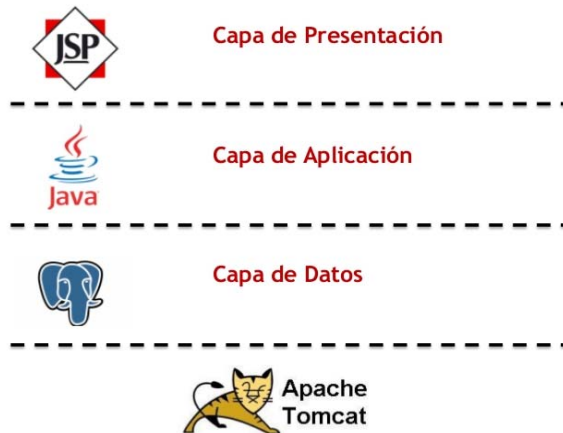 JSP
Capa de Presentación
Java
Capa de Aplicación
Capa de Datos
Apache
Tomcat